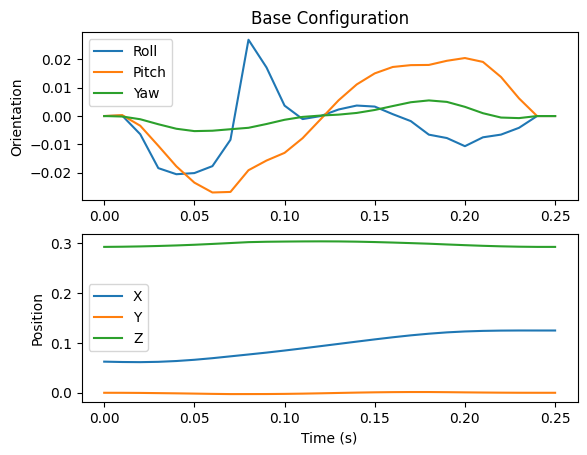 Base Configuration
Orientation
0.02
0.01
0.00
−0.01
−0.02
Roll
Pitch
Yaw
0.00 0.05 0.10 0.15 0.20 0.25
Position
0.3
0.2
0.1
0.0
X
Y
Z
0.00 0.05 0.10 0.15 0.20 0.25
Time (s)